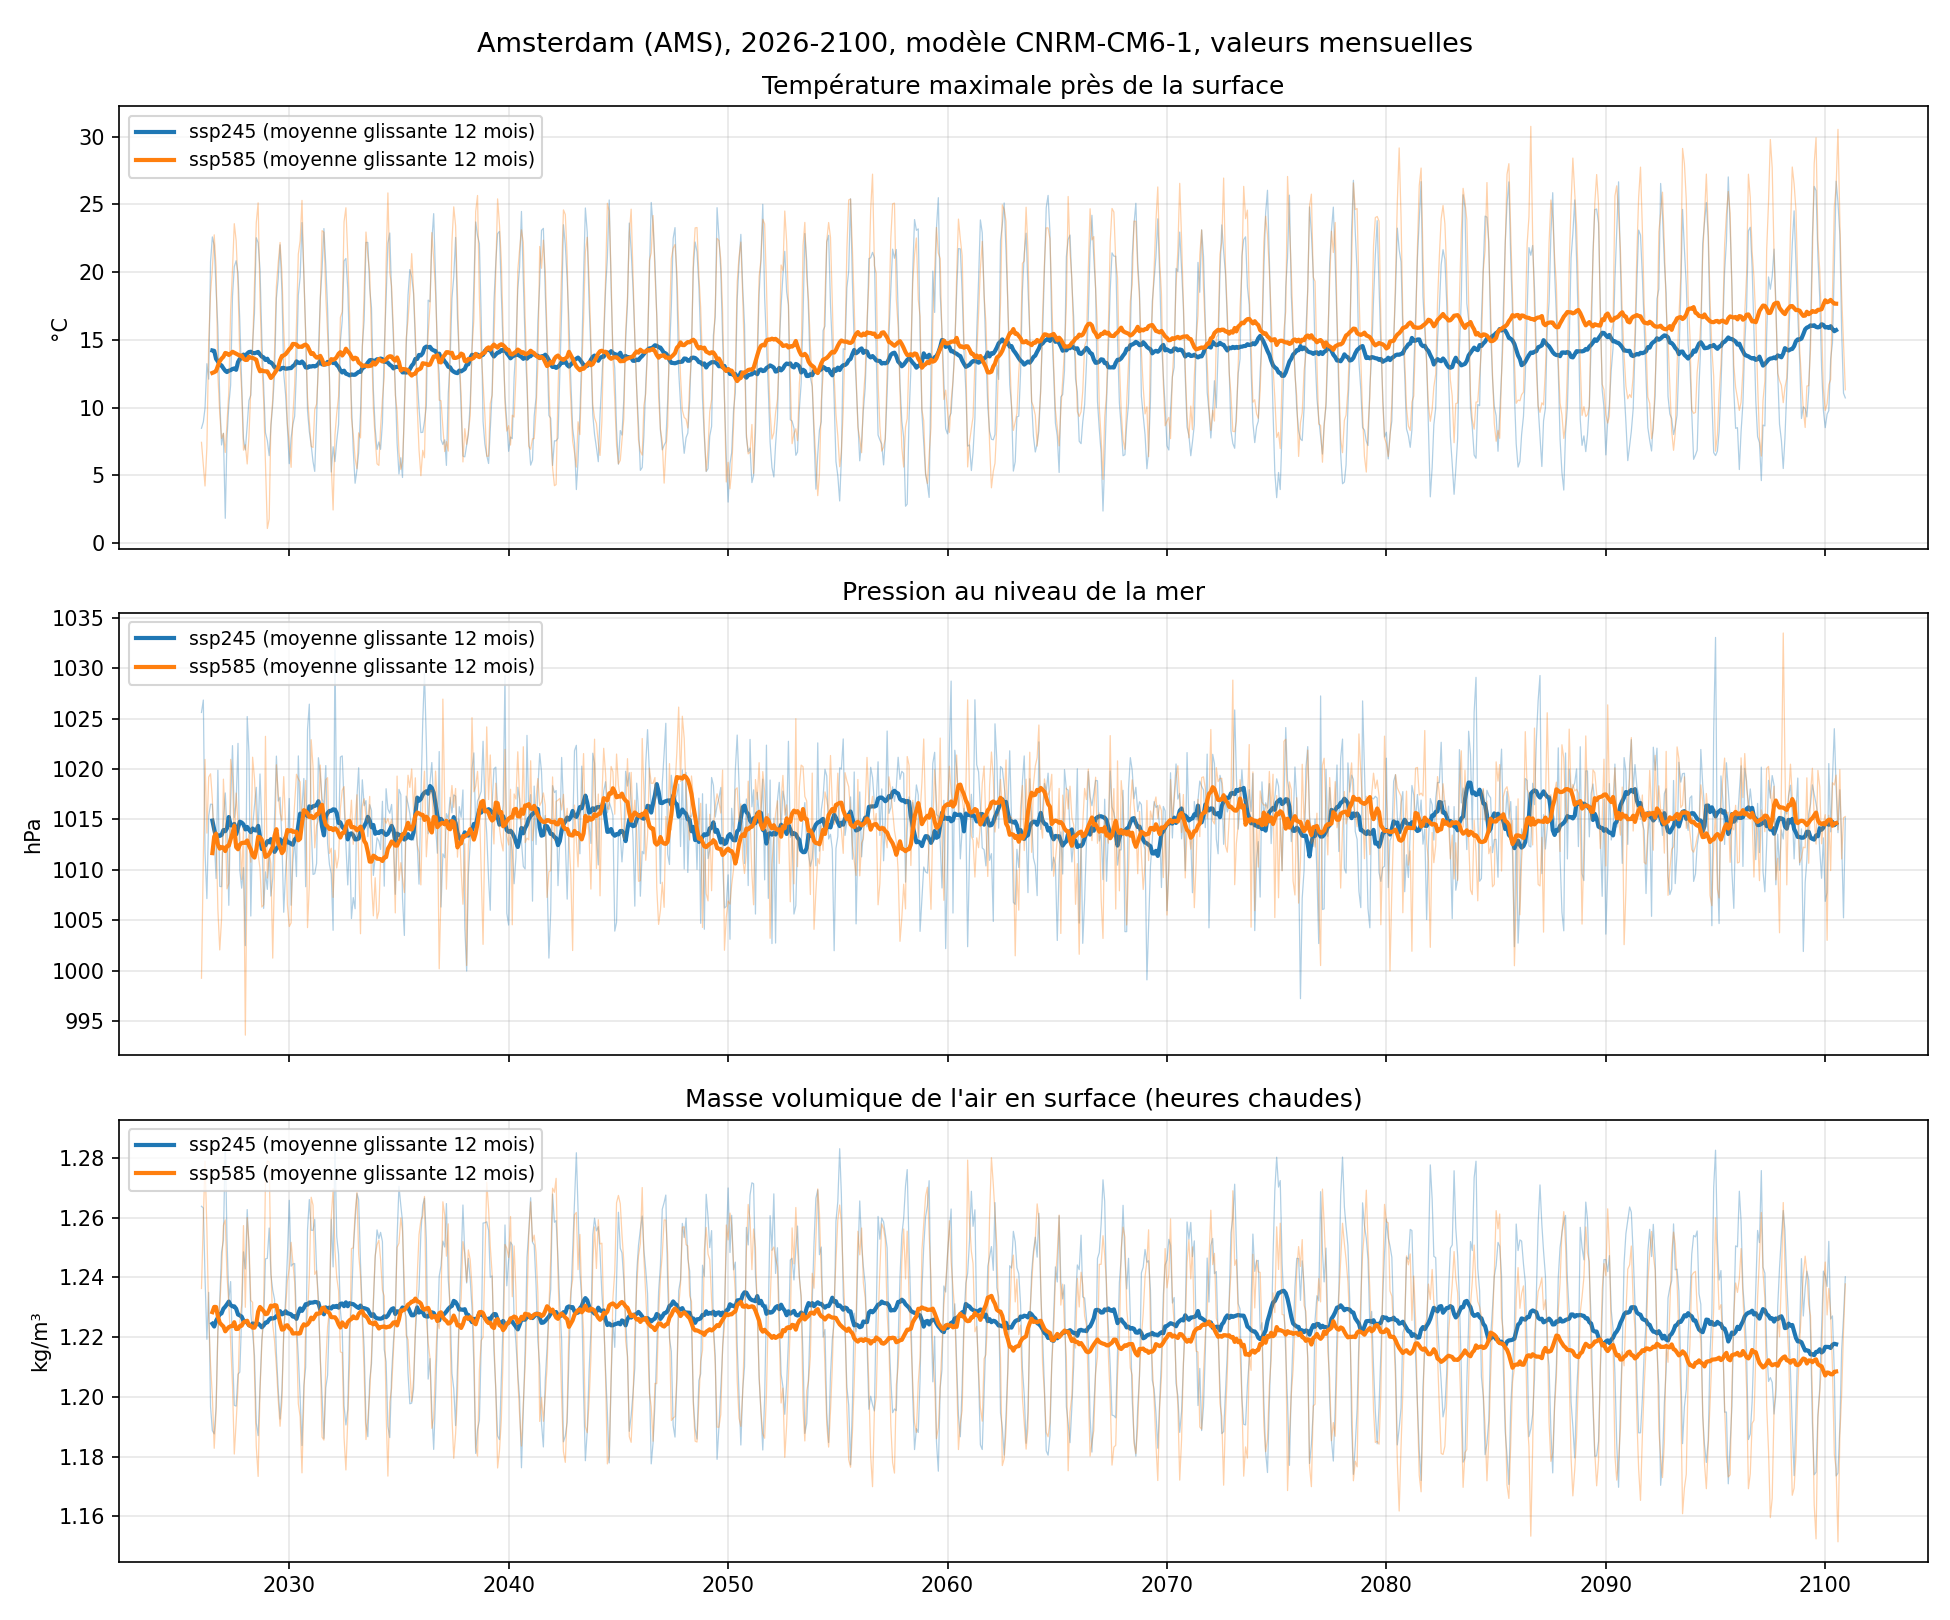 Amsterdam (AMS), 2026-2100, modèle CNRM-CM6-1, valeurs mensuelles
Température maximale près de la surface
ssp245 (moyenne glissante 12 mois)
ssp585 (moyenne glissante 12 mois)
30
25
20
15
10
5
0
°C
Pression au niveau de la mer
ssp245 (moyenne glissante 12 mois)
ssp585 (moyenne glissante 12 mois)
1035
1030
1025
1020
1015
1010
1005
1000
995
hPa
Masse volumique de l'air en surface (heures chaudes)
ssp245 (moyenne glissante 12 mois)
ssp585 (moyenne glissante 12 mois)
1.28
1.26
1.24
1.22
1.20
1.18
1.16
kg/m³
2030 2040 2050 2060 2070 2080 2090 2100